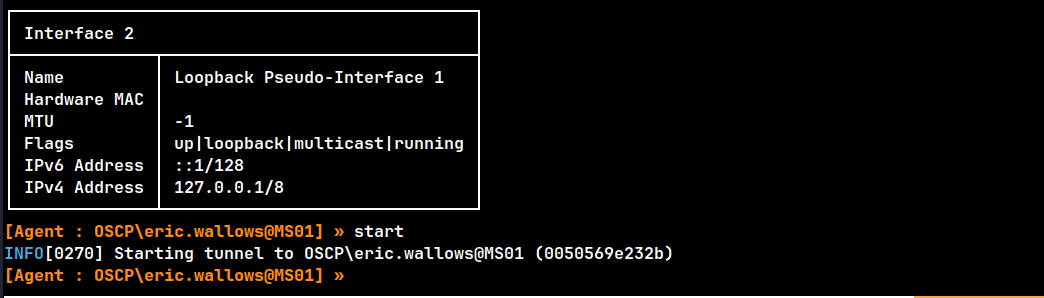 Interface 2
Name Loopback Pseudo-Interface 1
Hardware MAC
MTU -1
Flags up|loopback|multicast|running
IPv6 Address ::1/128
IPv4 Address 127.0.0.1/8
[Agent : OSCP\eric.wallows@MS01] » start
INFO[0270] Starting tunnel to OSCP\eric.wallows@MS01 (0050569e232b)
[Agent : OSCP\eric.wallows@MS01] »